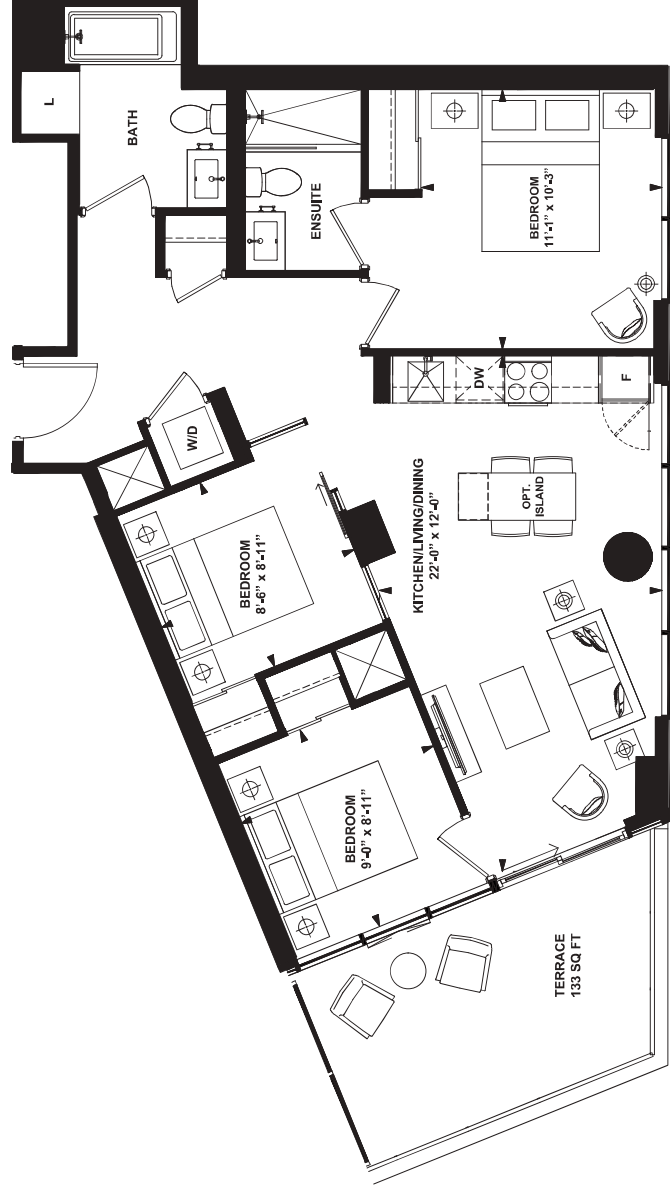 L
BATH
ENSUITE
BEDROOM
11'-1" x 10'-3"
W/D
DW
F
KITCHEN/LIVING/DINING
22'-0" x 12'-0"
OPT.
ISLAND
BEDROOM
8'-6" x 8'-11"
BEDROOM
9'-0" x 8'-11"
TERRACE
133 SQ FT